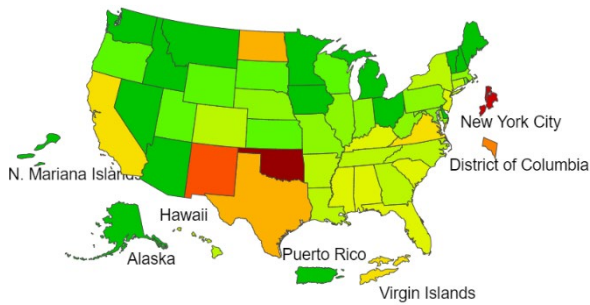 New York City
District of Columbia
N. Mariana Islands
Hawaii
Alaska
Puerto Rico
Virgin Islands